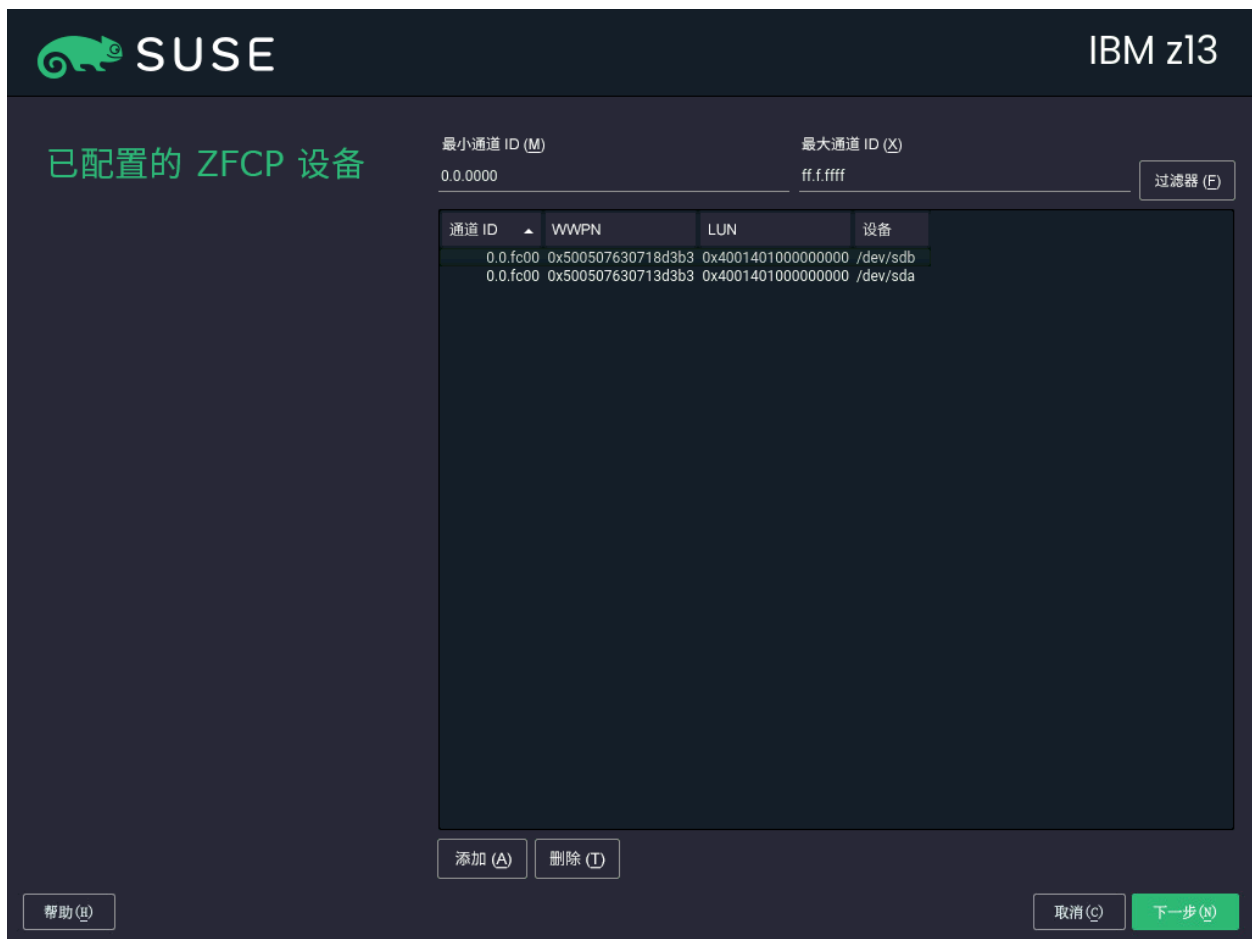 SUSE
IBM z13
已配置的 ZFCP 设备
最小通道 ID (M) 最大通道 ID (X)
0.0.0000 ff.f.ffff 过滤器 (F)
通道 ID WWPN LUN 设备
0.0.fc00 0x500507630718d3b3 0x4001401000000000 /dev/sdb
0.0.fc00 0x500507630713d3b3 0x4001401000000000 /dev/sda
添加 (A) 删除 (T)
帮助(H) 取消(C) 下一步(N)